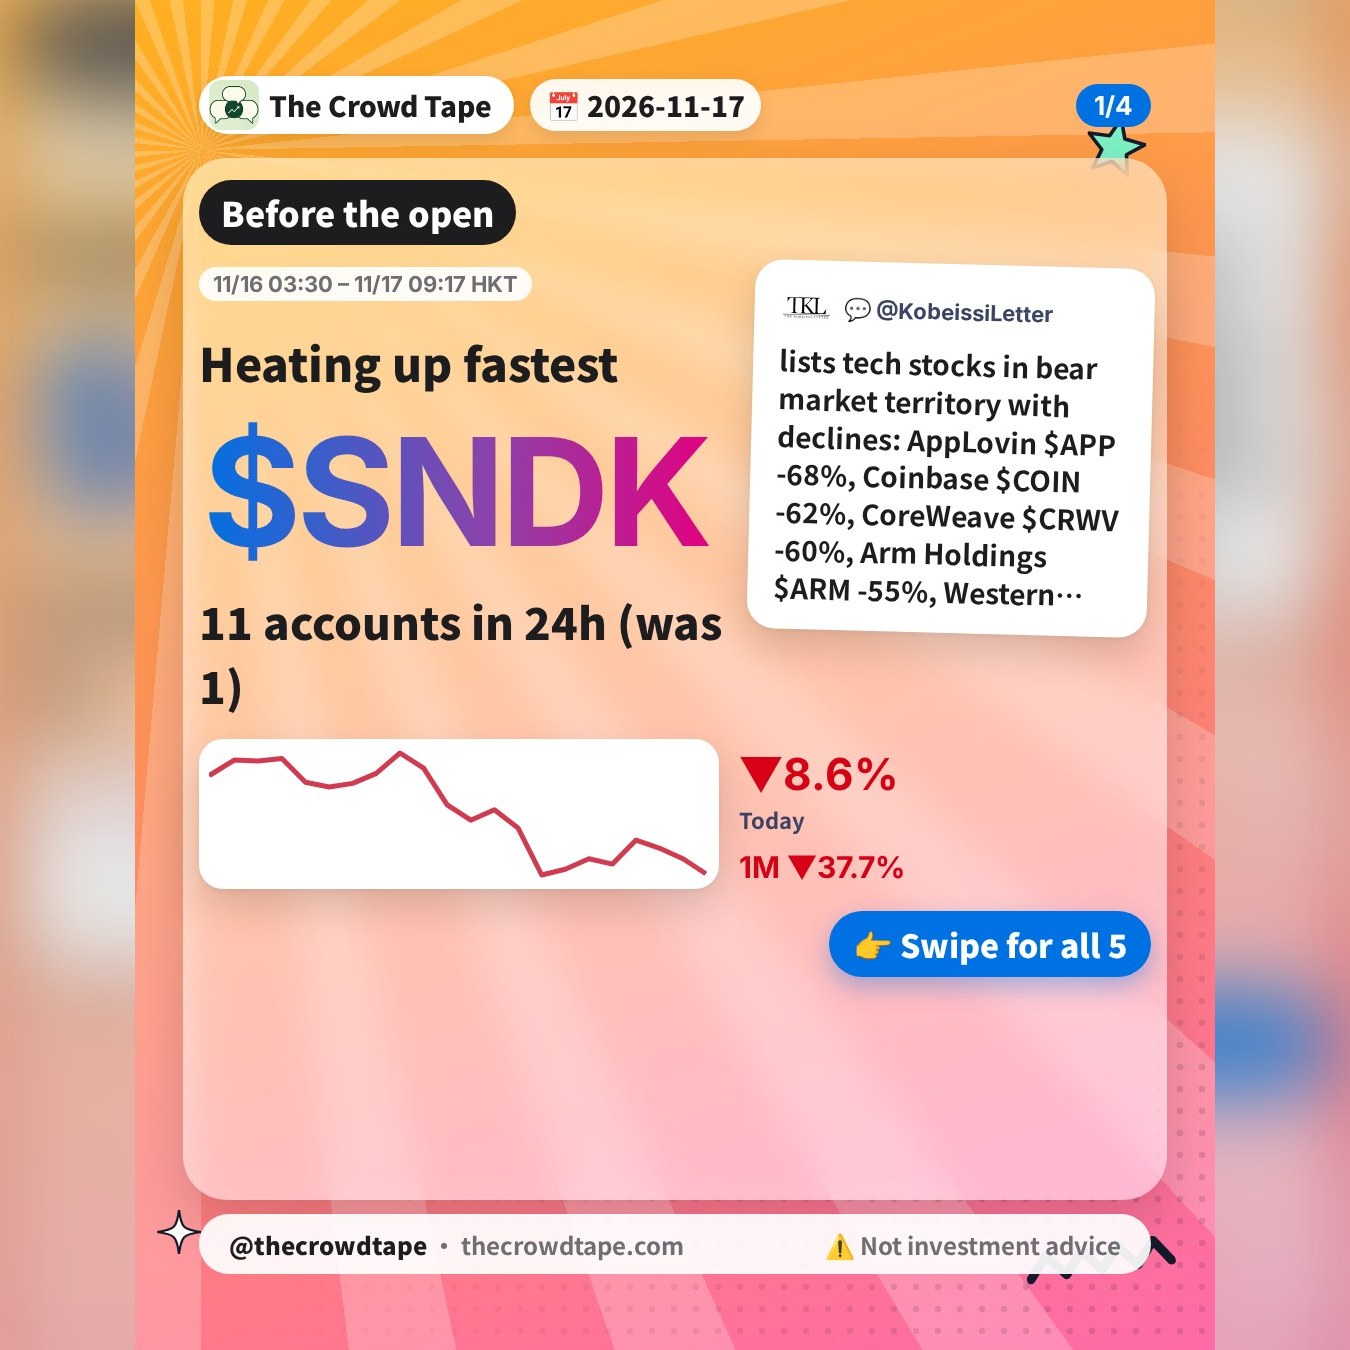 The Crowd Tape
📅 2026-11-17
1/4
Before the open
11/16 03:30 – 11/17 09:17 HKT
Heating up fastest
$SNDK
11 accounts in 24h (was
1)
TKL
💬 @KobeissiLetter
lists tech stocks in bear
market territory with
declines: AppLovin $APP
-68%, Coinbase $COIN
-62%, CoreWeave $CRWV
-60%, Arm Holdings
$ARM -55%, Western⋯
▼8.6%
Today
1M ▼37.7%
👉 Swipe for all 5
@thecrowdtape • thecrowdtape.com
⚠️ Not investment advice